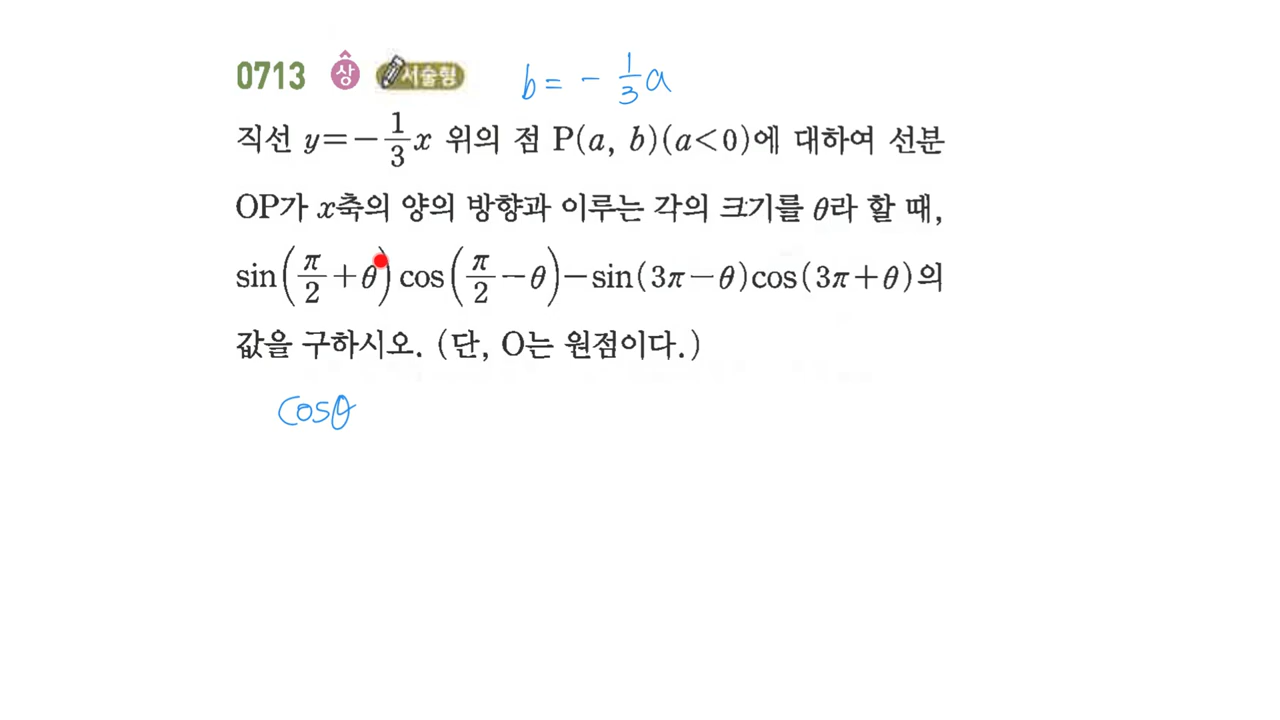 0713 상 서술형 b = - 1/3 a
직선 y=-1/3 x 위의 점 P(a, b)(a<0)에 대하여 선분
OP가 x축의 양의 방향과 이루는 각의 크기를 θ라 할 때,
sin(π/2+θ)cos(π/2-θ)-sin(3π-θ)cos(3π+θ)의
값을 구하시오. (단, O는 원점이다.)
cosθ